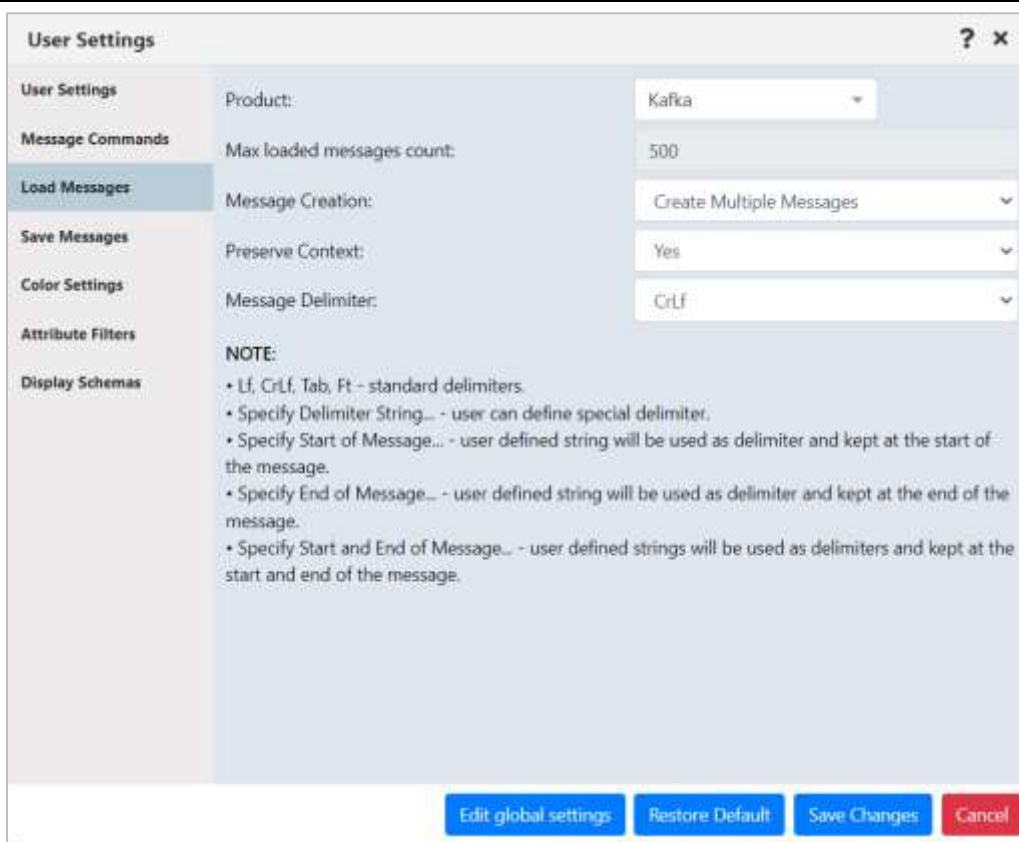 User Settings
? ×
User Settings
Message Commands
Load Messages
Save Messages
Color Settings
Attribute Filters
Display Schemas
Product: Kafka
Max loaded messages count: 500
Message Creation: Create Multiple Messages
Preserve Context: Yes
Message Delimiter: CrLf
NOTE:
• Lf, CrLf, Tab, Ft - standard delimiters.
• Specify Delimiter String... - user can define special delimiter.
• Specify Start of Message... - user defined string will be used as delimiter and kept at the start of
the message.
• Specify End of Message... - user defined string will be used as delimiter and kept at the end of the
message.
• Specify Start and End of Message... - user defined strings will be used as delimiters and kept at the
start and end of the message.
Edit global settings
Restore Default
Save Changes
Cancel